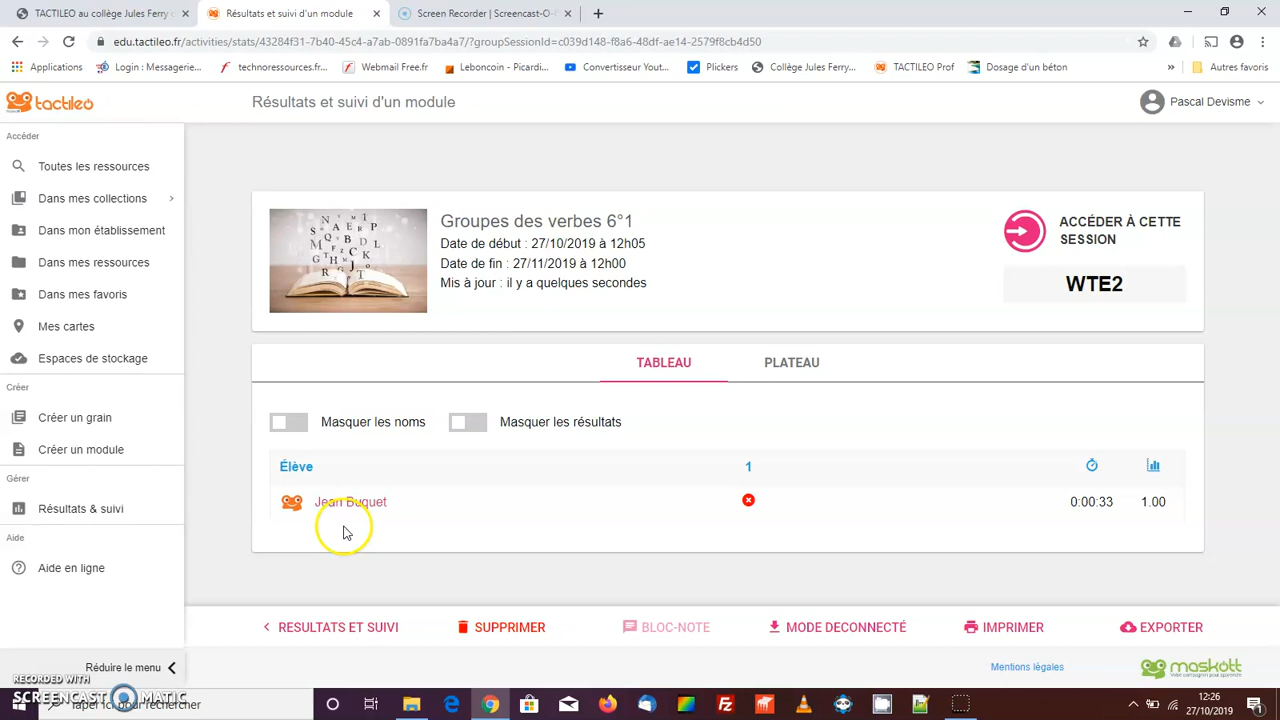 TACTILEO au collège Jules Ferry
Résultats et suivi d'un module
Screen Recorder | Screencast-O-
edu.tactileo.fr/activities/stats/43284f31-7b40-45c4-a7ab-0891fa7ba4a7/?groupSessionId=c039d148-f8a6-48df-ae14-2579f8cb4d50
Applications
Login : Messagerie...
technoressources.fr...
Webmail Free.fr
Leboncoin - Picardi...
Convertisseur Yout...
Plickers
Collège Jules Ferry...
TACTILEO Prof
Dosage d'un béton
»
Autres favoris
tactileo
Résultats et suivi d'un module
Pascal Devisme
Accéder
Toutes les ressources
Dans mes collections
Dans mon établissement
Dans mes ressources
Dans mes favoris
Mes cartes
Espaces de stockage
Créer
Créer un grain
Créer un module
Gérer
Résultats & suivi
Aide
Aide en ligne
Réduire le menu
Groupes des verbes 6°1
Date de début : 27/10/2019 à 12h05
Date de fin : 27/11/2019 à 12h00
Mis à jour : il y a quelques secondes
ACCÉDER À CETTE
SESSION
WTE2
TABLEAU
PLATEAU
Masquer les noms
Masquer les résultats
Élève
1
Jean Buquet
0:00:33
1.00
RESULTATS ET SUIVI
SUPPRIMER
BLOC-NOTE
MODE DECONNECTÉ
IMPRIMER
EXPORTER
Mentions légales
maskott
RECORDED WITH
SCREENCAST MATIC
ici pour rechercher
12:26
27/10/2019